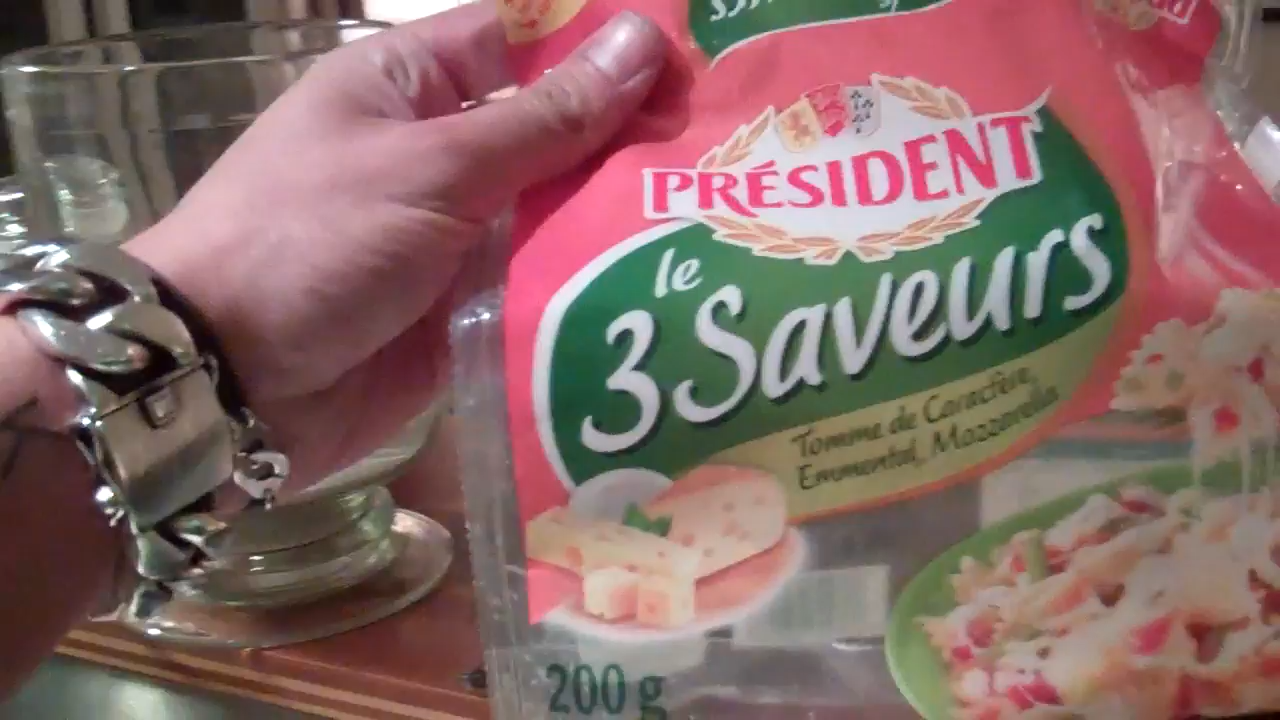 PRÉSIDENT
le
3 Saveurs
Tomme de Caractère,
Emmental, Mozzarella
200 g